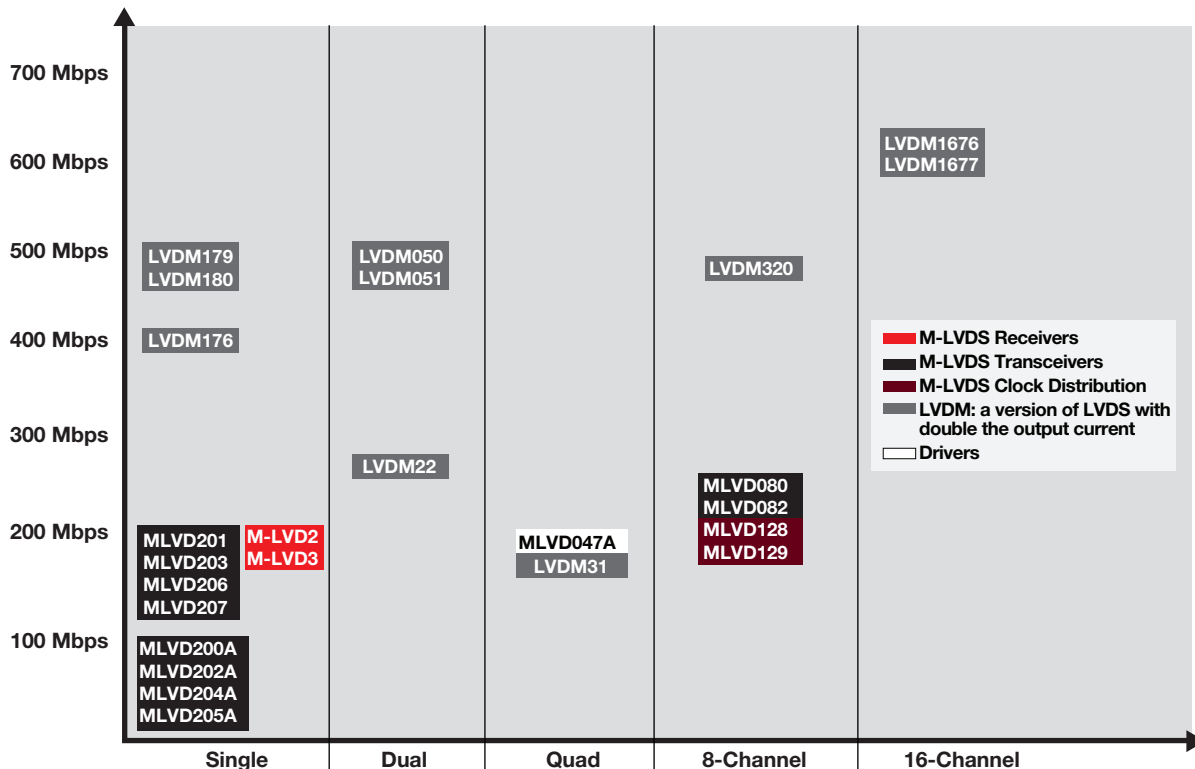 700 Mbps
600 Mbps
500 Mbps
400 Mbps
300 Mbps
200 Mbps
100 Mbps
LVDM179
LVDM180
LVDM176
MLVD201
MLVD203
MLVD206
MLVD207
M-LVD2
M-LVD3
MLVD200A
MLVD202A
MLVD204A
MLVD205A
LVDM050
LVDM051
LVDM22
MLVD047A
LVDM31
LVDM320
MLVD080
MLVD082
MLVD128
MLVD129
LVDM1676
LVDM1677
M-LVDS Receivers
M-LVDS Transceivers
M-LVDS Clock Distribution
LVDM: a version of LVDS with
double the output current
Drivers
Single
Dual
Quad
8-Channel
16-Channel